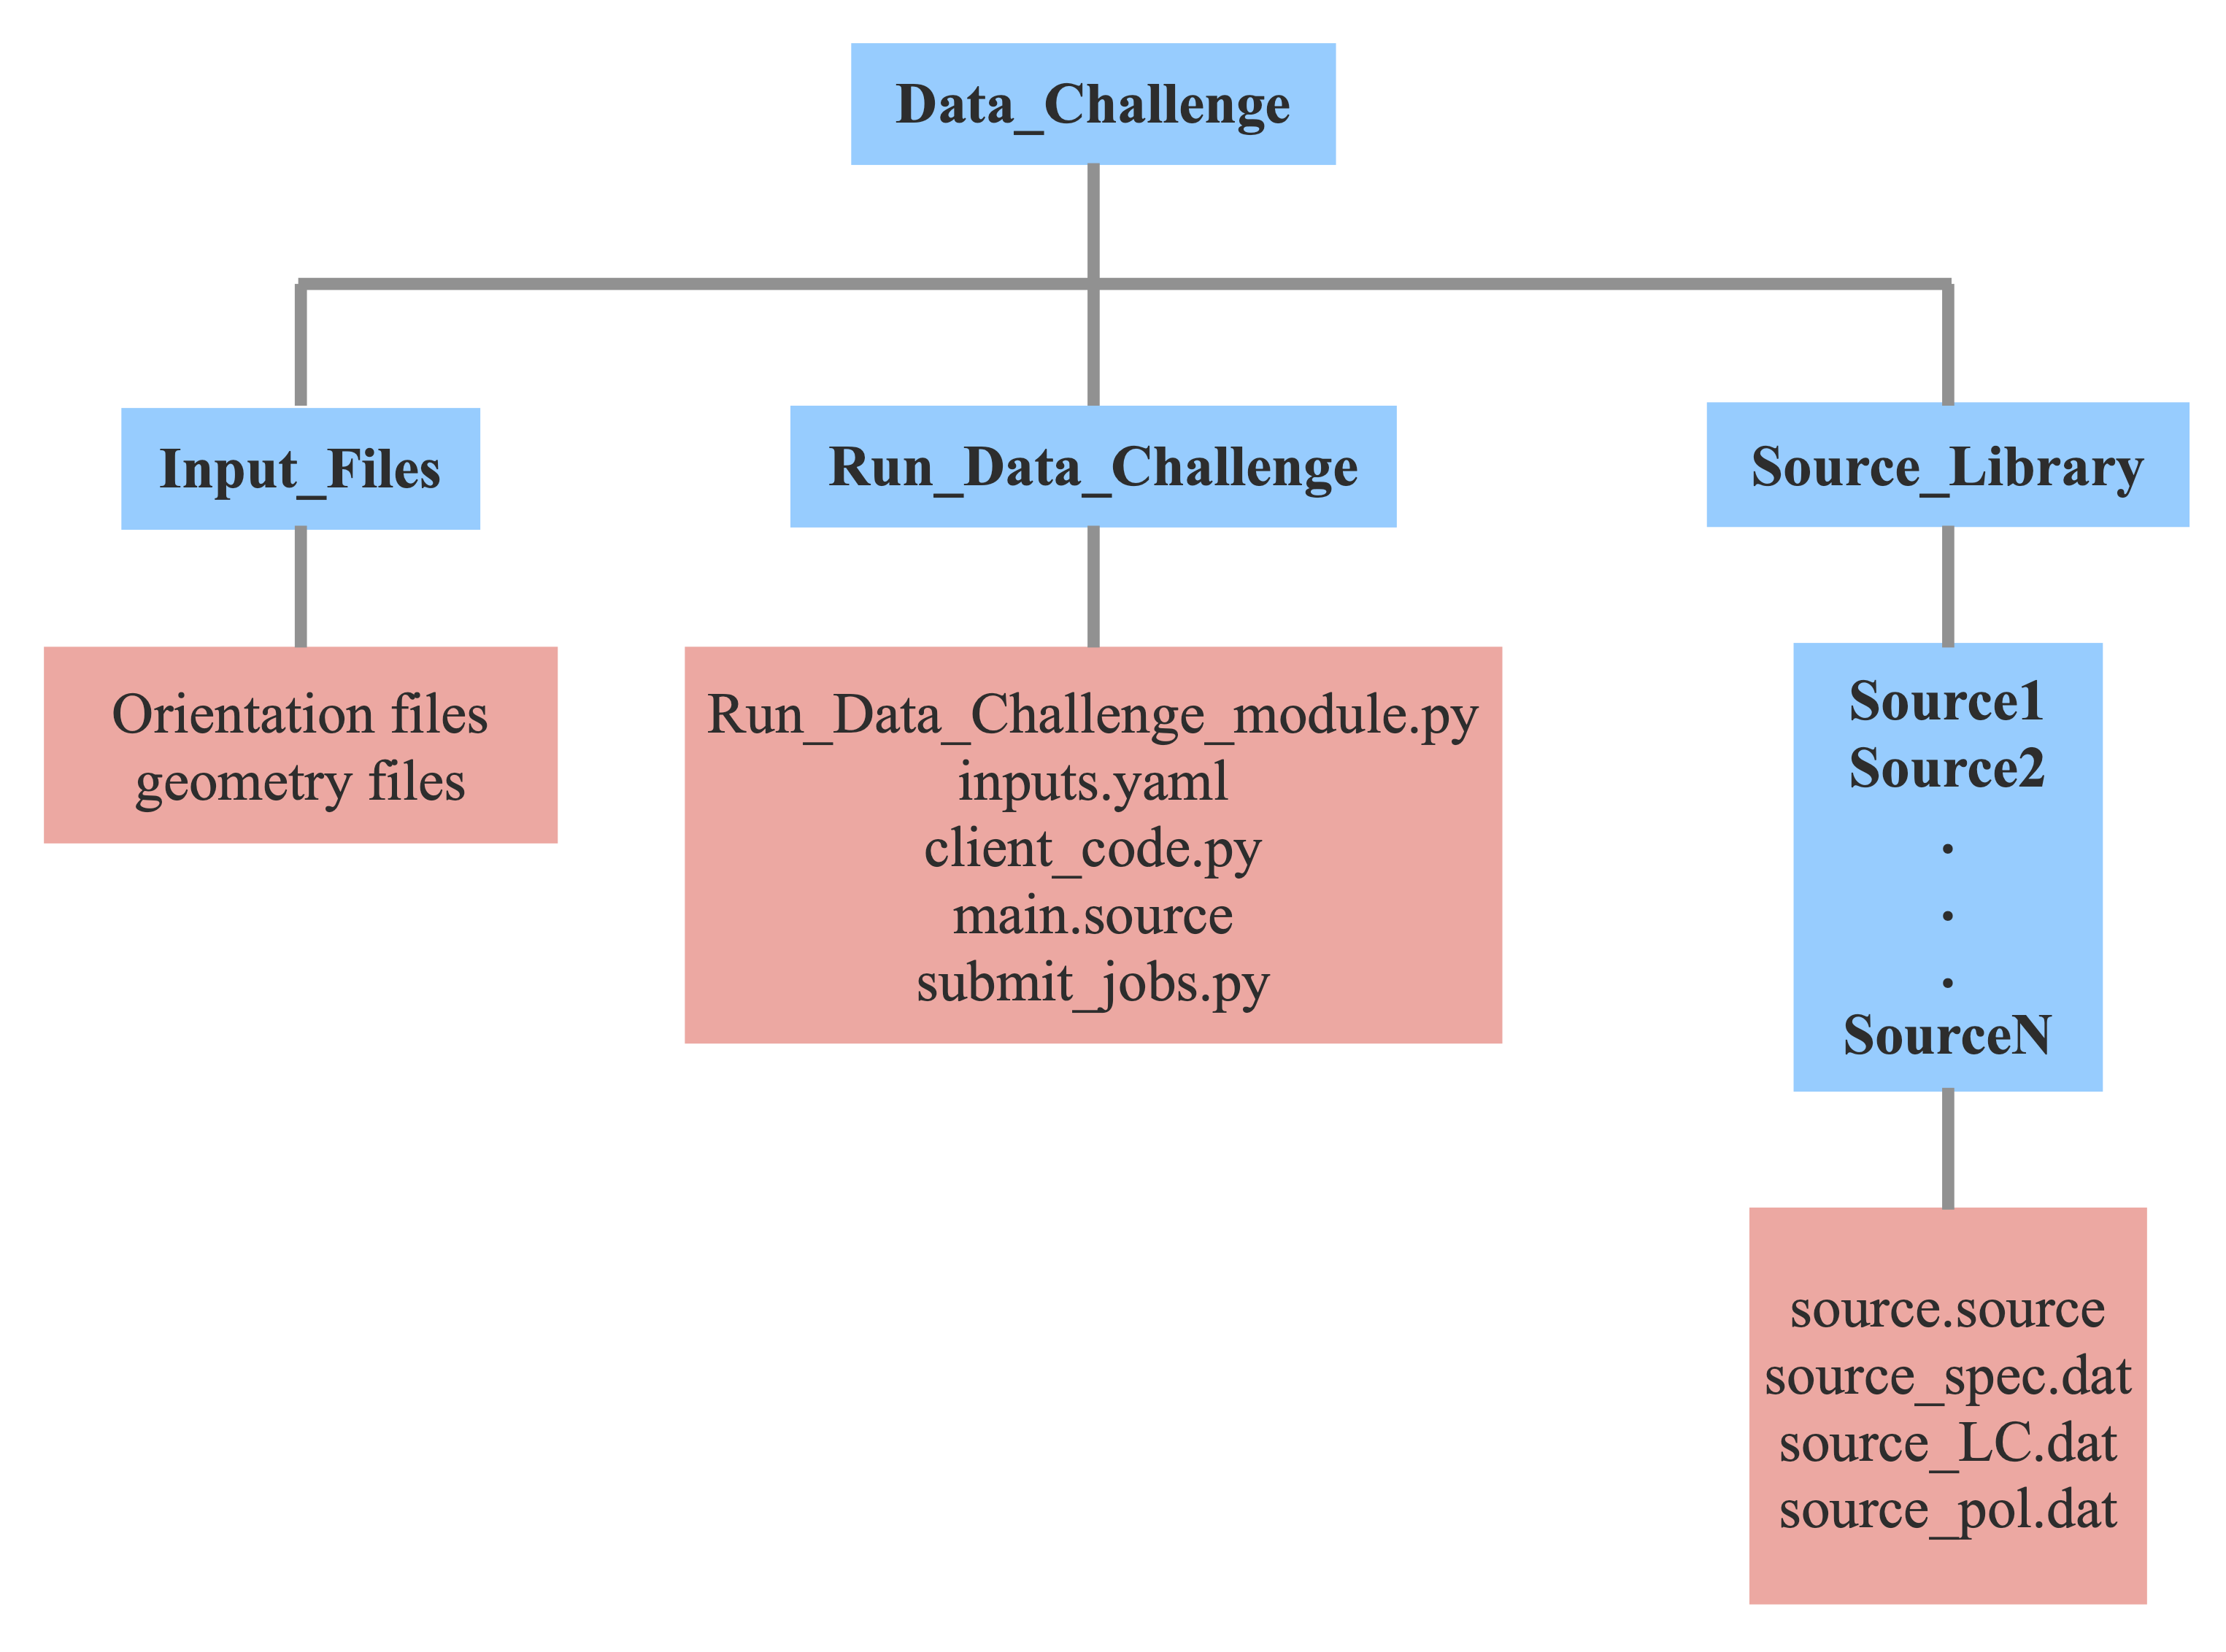 Data_Challenge
Input_Files
Run_Data_Challenge
Source_Library
Orientation files
geometry files
Run_Data_Challenge_module.py
inputs.yaml
client_code.py
main.source
submit_jobs.py
Source1
Source2
.
.
.
SourceN
source.source
source_spec.dat
source_LC.dat
source_pol.dat